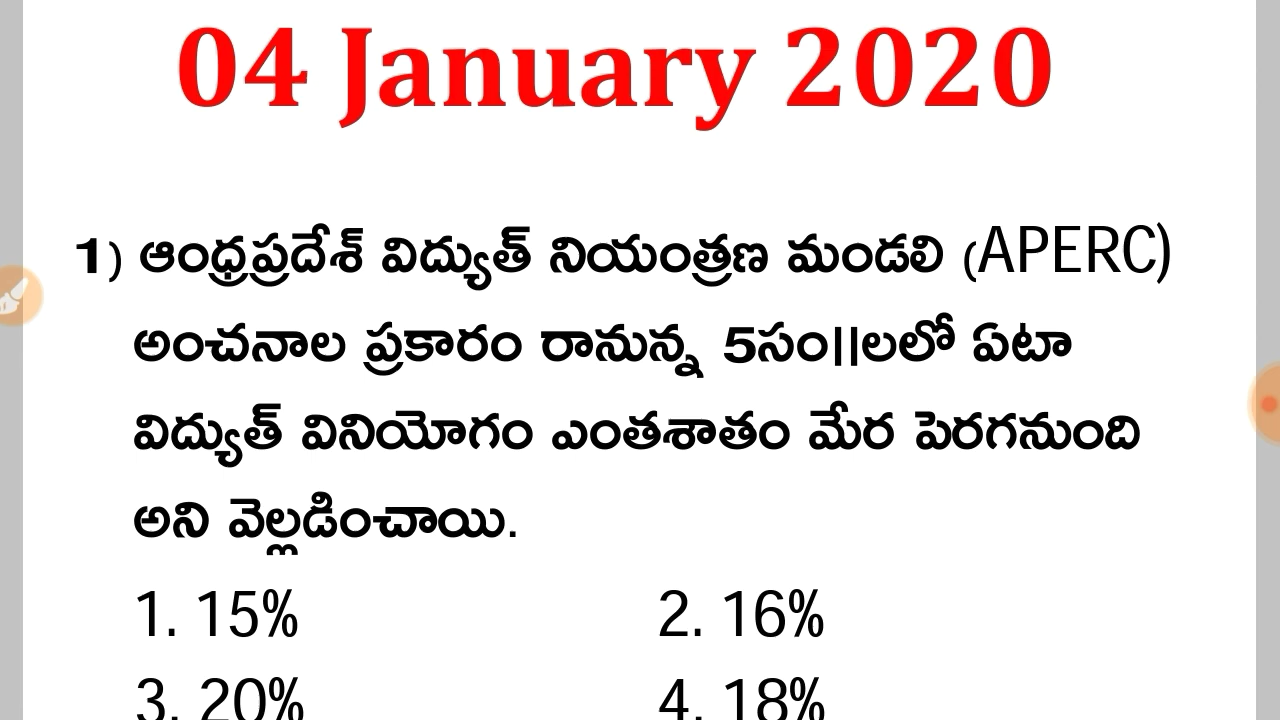 04 January 2020
1) ఆంధ్రప్రదేశ్ విద్యుత్ నియంత్రణ మండలి (APERC)
అంచనాల ప్రకారం రానున్న 5సం||లలో ఏటా
విద్యుత్ వినియోగం ఎంతశాతం మేర పెరగనుంది
అని వెల్లడించాయి.
1. 15% 2. 16%
3. 20% 4. 18%